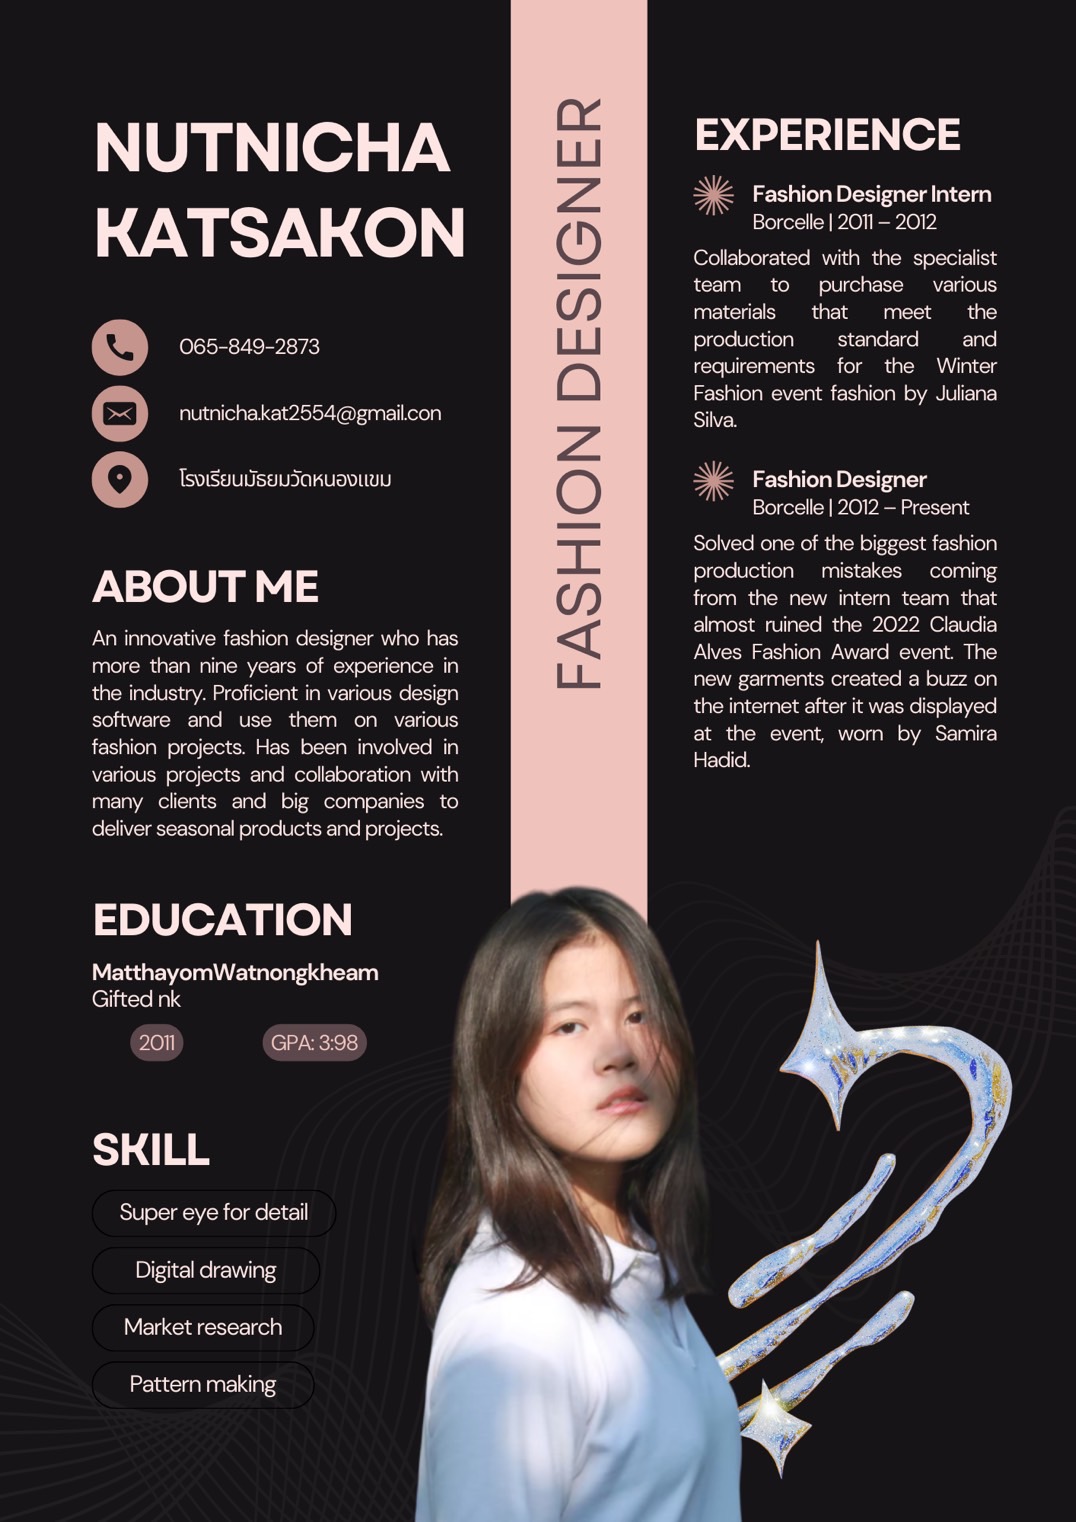 NUTNICHA
KATSAKON
065-849-2873
nutnicha.kat2554@gmail.con
โรงเรียนมัธยมวัดหนองแขม
ABOUT ME
An innovative fashion designer who has
more than nine years of experience in
the industry. Proficient in various design
software and use them on various
fashion projects. Has been involved in
various projects and collaboration with
many clients and big companies to
deliver seasonal products and projects.
EDUCATION
MatthayomWatnongkheam
Gifted nk
2011 GPA: 3:98
SKILL
Super eye for detail
Digital drawing
Market research
Pattern making
FASHION DESIGNER
EXPERIENCE
Fashion Designer Intern
Borcelle | 2011 – 2012
Collaborated with the specialist
team to purchase various
materials that meet the
production standard and
requirements for the Winter
Fashion event fashion by Juliana
Silva.
Fashion Designer
Borcelle | 2012 – Present
Solved one of the biggest fashion
production mistakes coming
from the new intern team that
almost ruined the 2022 Claudia
Alves Fashion Award event. The
new garments created a buzz on
the internet after it was displayed
at the event, worn by Samira
Hadid.